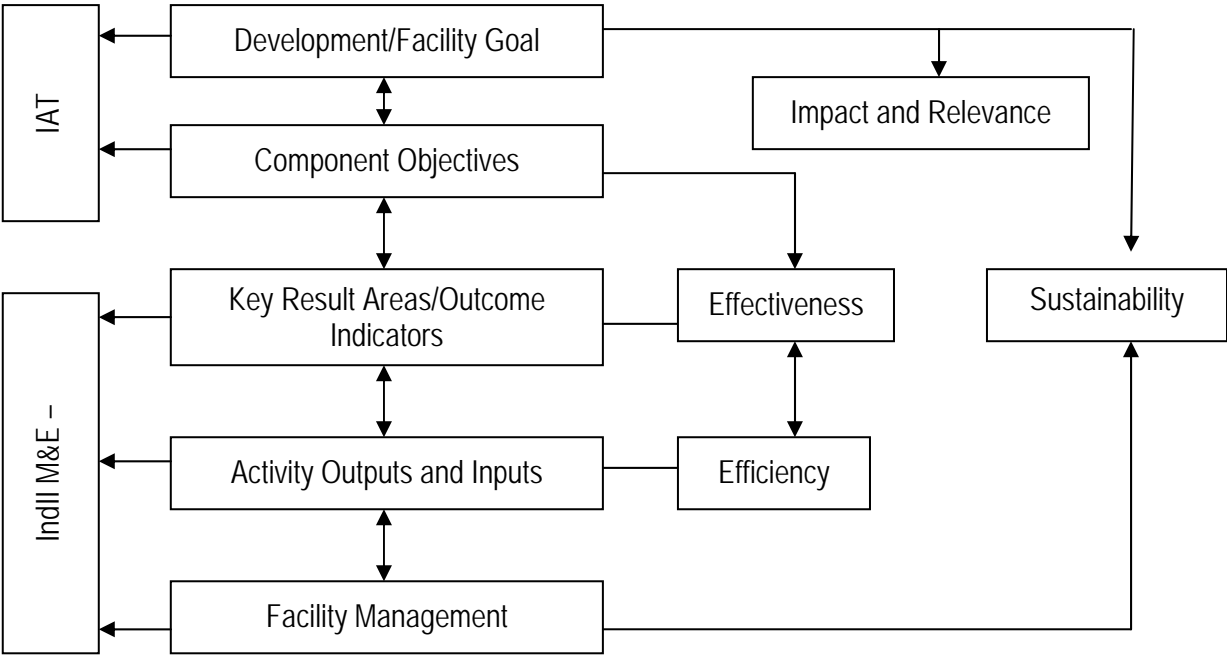 Development/Facility Goal
IAT
Impact and Relevance
Component Objectives
Key Result Areas/Outcome
Indicators
Effectiveness
Sustainability
IndII M&E –
Activity Outputs and Inputs
Efficiency
Facility Management